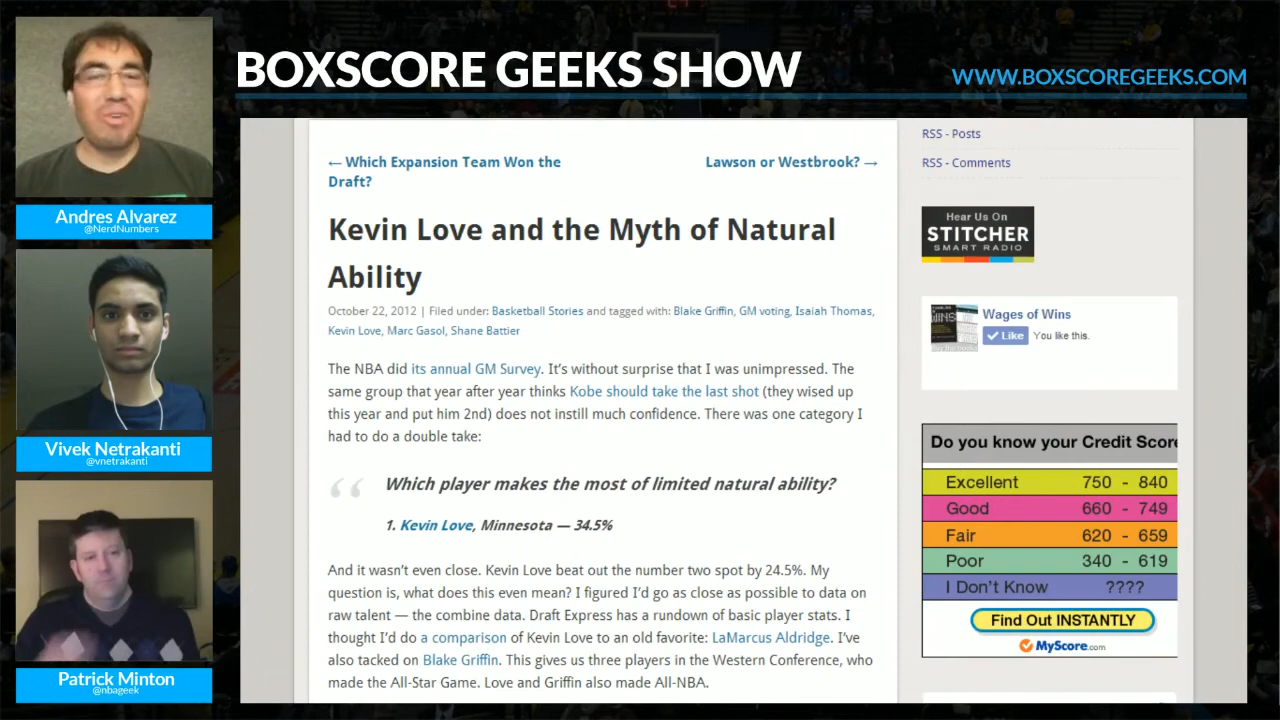 BOXSCORE GEEKS SHOW
WWW.BOXSCOREGEEKS.COM
Andres Alvarez
@NerdNumbers
Vivek Netrakanti
@vnetrakanti
Patrick Minton
@nbageek
← Which Expansion Team Won the
Draft?
Lawson or Westbrook? →
Kevin Love and the Myth of Natural
Ability
October 22, 2012 | Filed under: Basketball Stories and tagged with: Blake Griffin, GM voting, Isaiah Thomas,
Kevin Love, Marc Gasol, Shane Battier
The NBA did its annual GM Survey. It's without surprise that I was unimpressed. The
same group that year after year thinks Kobe should take the last shot (they wised up
this year and put him 2nd) does not instill much confidence. There was one category I
had to do a double take:
“ Which player makes the most of limited natural ability?
1. Kevin Love, Minnesota — 34.5%
And it wasn't even close. Kevin Love beat out the number two spot by 24.5%. My
question is, what does this even mean? I figured I'd go as close as possible to data on
raw talent — the combine data. Draft Express has a rundown of basic player stats. I
thought I'd do a comparison of Kevin Love to an old favorite: LaMarcus Aldridge. I've
also tacked on Blake Griffin. This gives us three players in the Western Conference, who
made the All-Star Game. Love and Griffin also made All-NBA.
RSS - Posts
RSS - Comments
Hear Us On
STITCHER
SMART RADIO
Wages of Wins
Like You like this.
Do you know your Credit Score
Excellent 750 - 840
Good 660 - 749
Fair 620 - 659
Poor 340 - 619
I Don't Know ????
Find Out INSTANTLY
MyScore.com